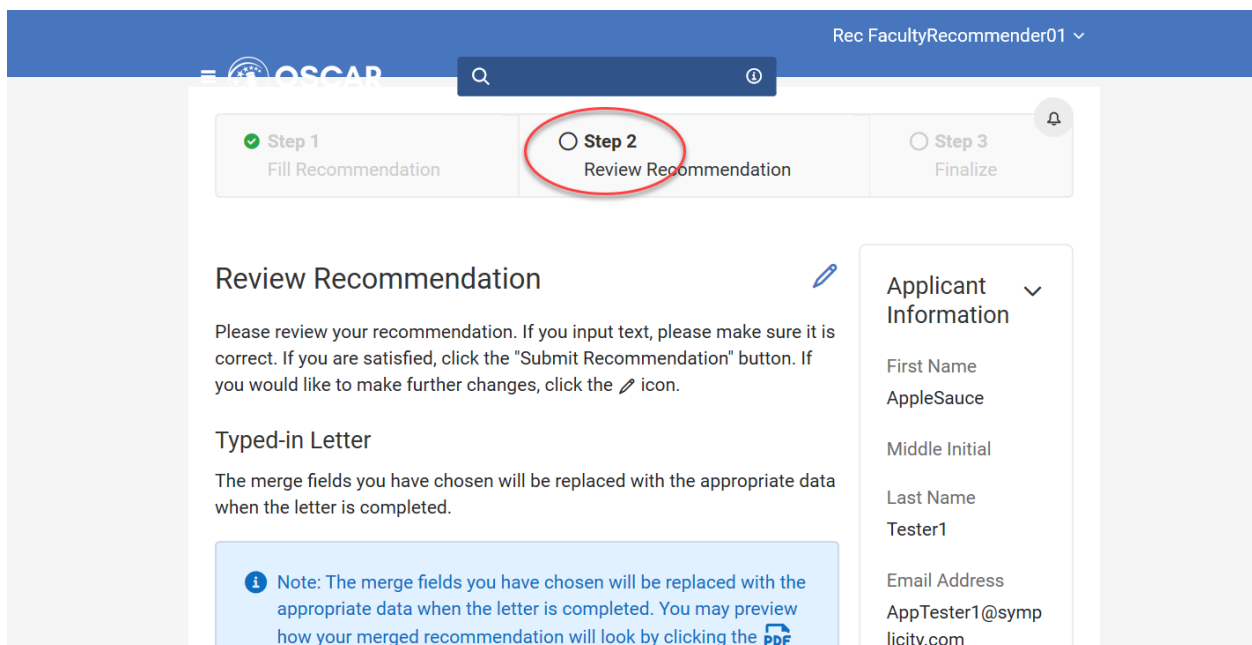 Rec FacultyRecommender01
OSCAR
Step 1
Fill Recommendation
Step 2
Review Recommendation
Step 3
Finalize
Review Recommendation
Please review your recommendation. If you input text, please make sure it is
correct. If you are satisfied, click the "Submit Recommendation" button. If
you would like to make further changes, click the icon.
Typed-in Letter
The merge fields you have chosen will be replaced with the appropriate data
when the letter is completed.
Note: The merge fields you have chosen will be replaced with the
appropriate data when the letter is completed. You may preview
how your merged recommendation will look by clicking the PDF
Applicant
Information
First Name
AppleSauce
Middle Initial
Last Name
Tester1
Email Address
AppTester1@symp
licity.com